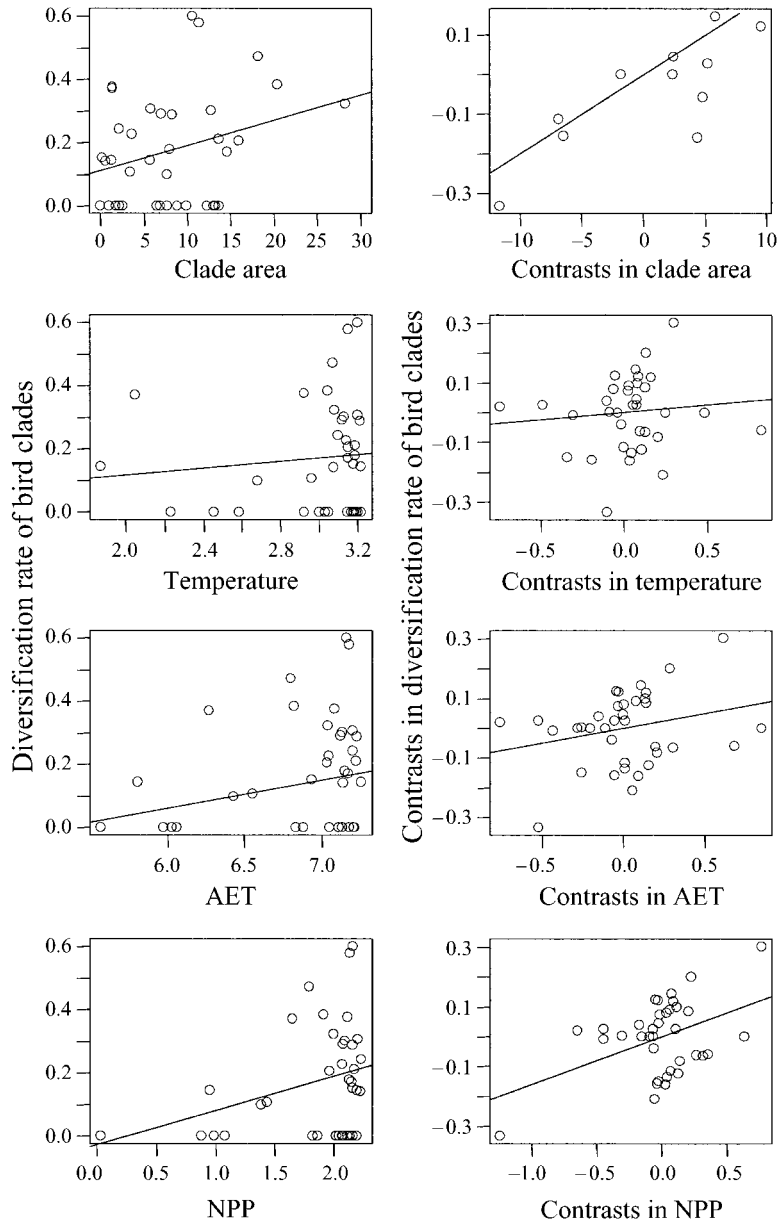 0.6
0.4
0.2
0.0
0 5 10 15 20 25 30
Clade area
0.1
−0.1
−0.3
−10 −5 0 5 10
Contrasts in clade area
0.6
0.4
0.2
0.0
2.0 2.4 2.8 3.2
Temperature
0.3
0.1
−0.1
−0.3
−0.5 0.0 0.5
Contrasts in temperature
Diversification rate of bird clades
Contrasts in diversification rate of bird clades
0.6
0.4
0.2
0.0
6.0 6.5 7.0
AET
0.3
0.1
−0.1
−0.3
−0.5 0.0 0.5
Contrasts in AET
0.6
0.4
0.2
0.0
0.0 0.5 1.0 1.5 2.0
NPP
0.3
0.1
−0.1
−0.3
−1.0 −0.5 0.0 0.5
Contrasts in NPP